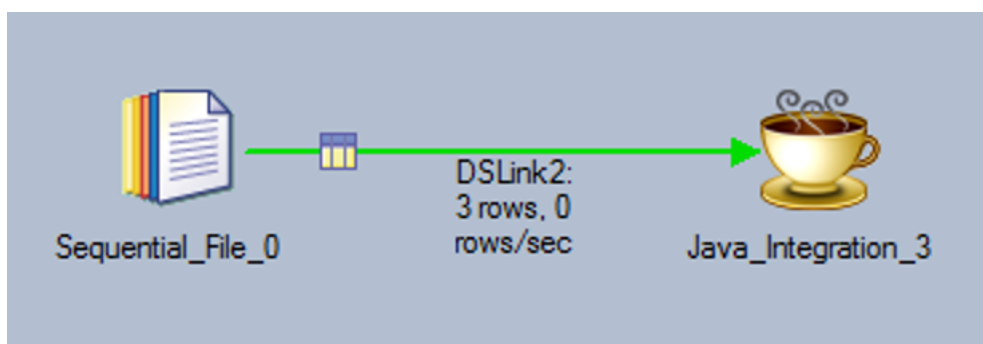 DSLink2:
3 rows, 0
rows/sec
Sequential_File_0
Java_Integration_3